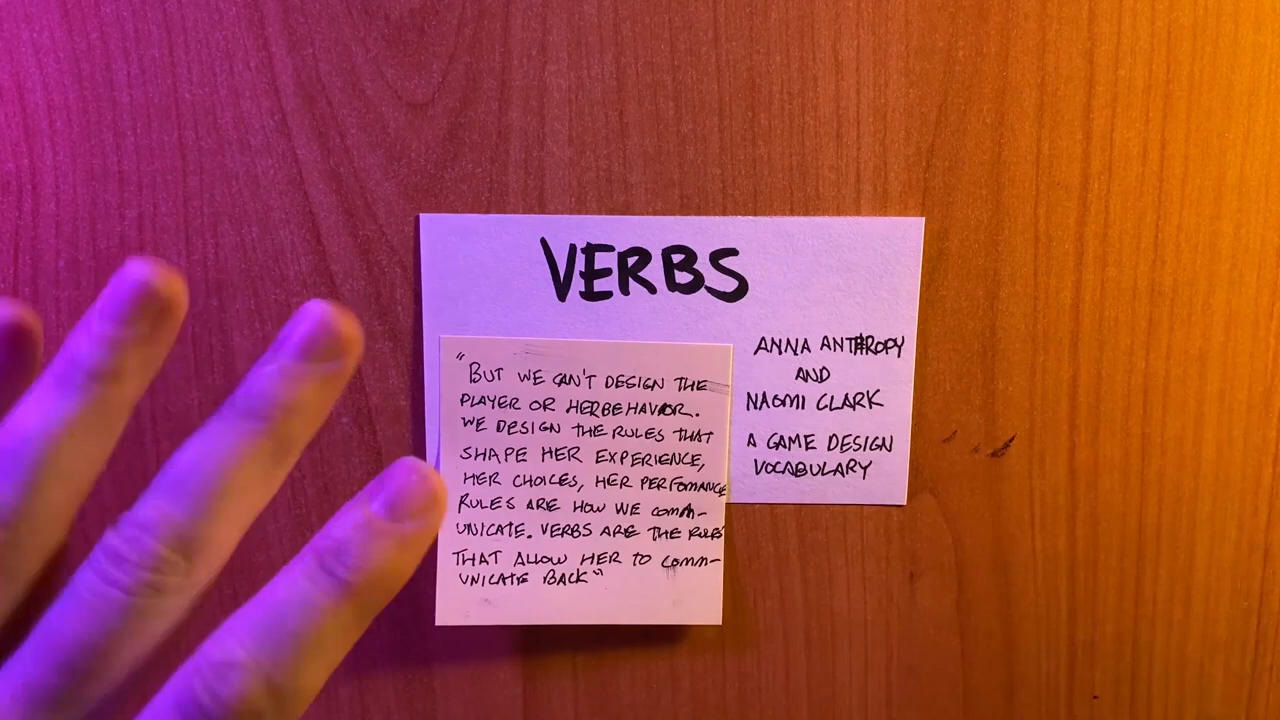 VERBS
"BUT WE CAN'T DESIGN THE
PLAYER OR HER BEHAVIOR.
WE DESIGN THE RULES THAT
SHAPE HER EXPERIENCE,
HER CHOICES, HER PERFOMANCE
RULES ARE HOW WE COMM-
UNICATE. VERBS ARE THE RULES
THAT ALLOW HER TO COMM-
UNICATE BACK"
ANNA ANTHROPY
AND
NAOMI CLARK
A GAME DESIGN
VOCABULARY